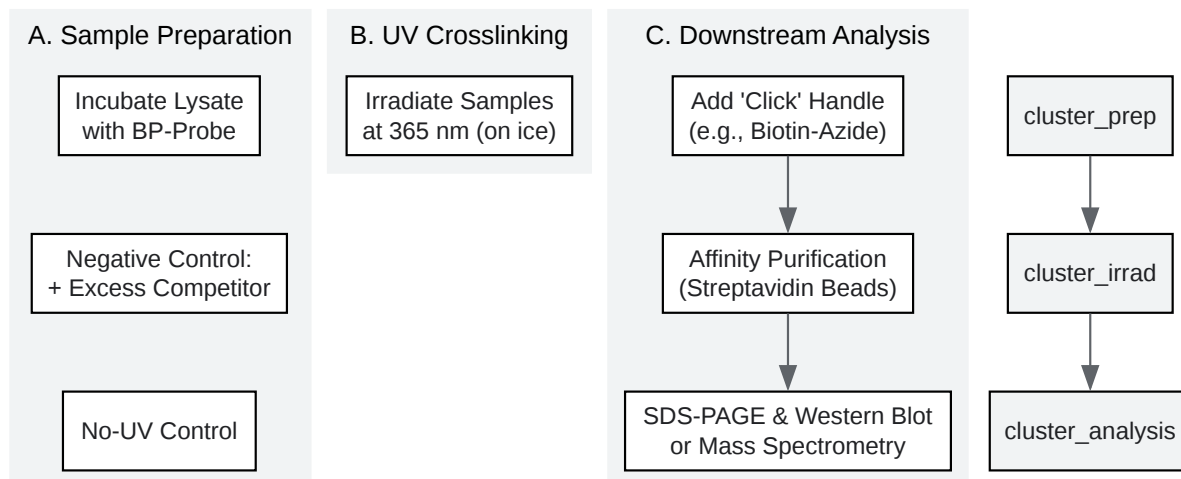 A. Sample Preparation
Incubate Lysate
with BP-Probe
Negative Control:
+ Excess Competitor
No-UV Control
B. UV Crosslinking
Irradiate Samples
at 365 nm (on ice)
C. Downstream Analysis
Add 'Click' Handle
(e.g., Biotin-Azide)
Affinity Purification
(Streptavidin Beads)
SDS-PAGE & Western Blot
or Mass Spectrometry
cluster_prep
cluster_irrad
cluster_analysis